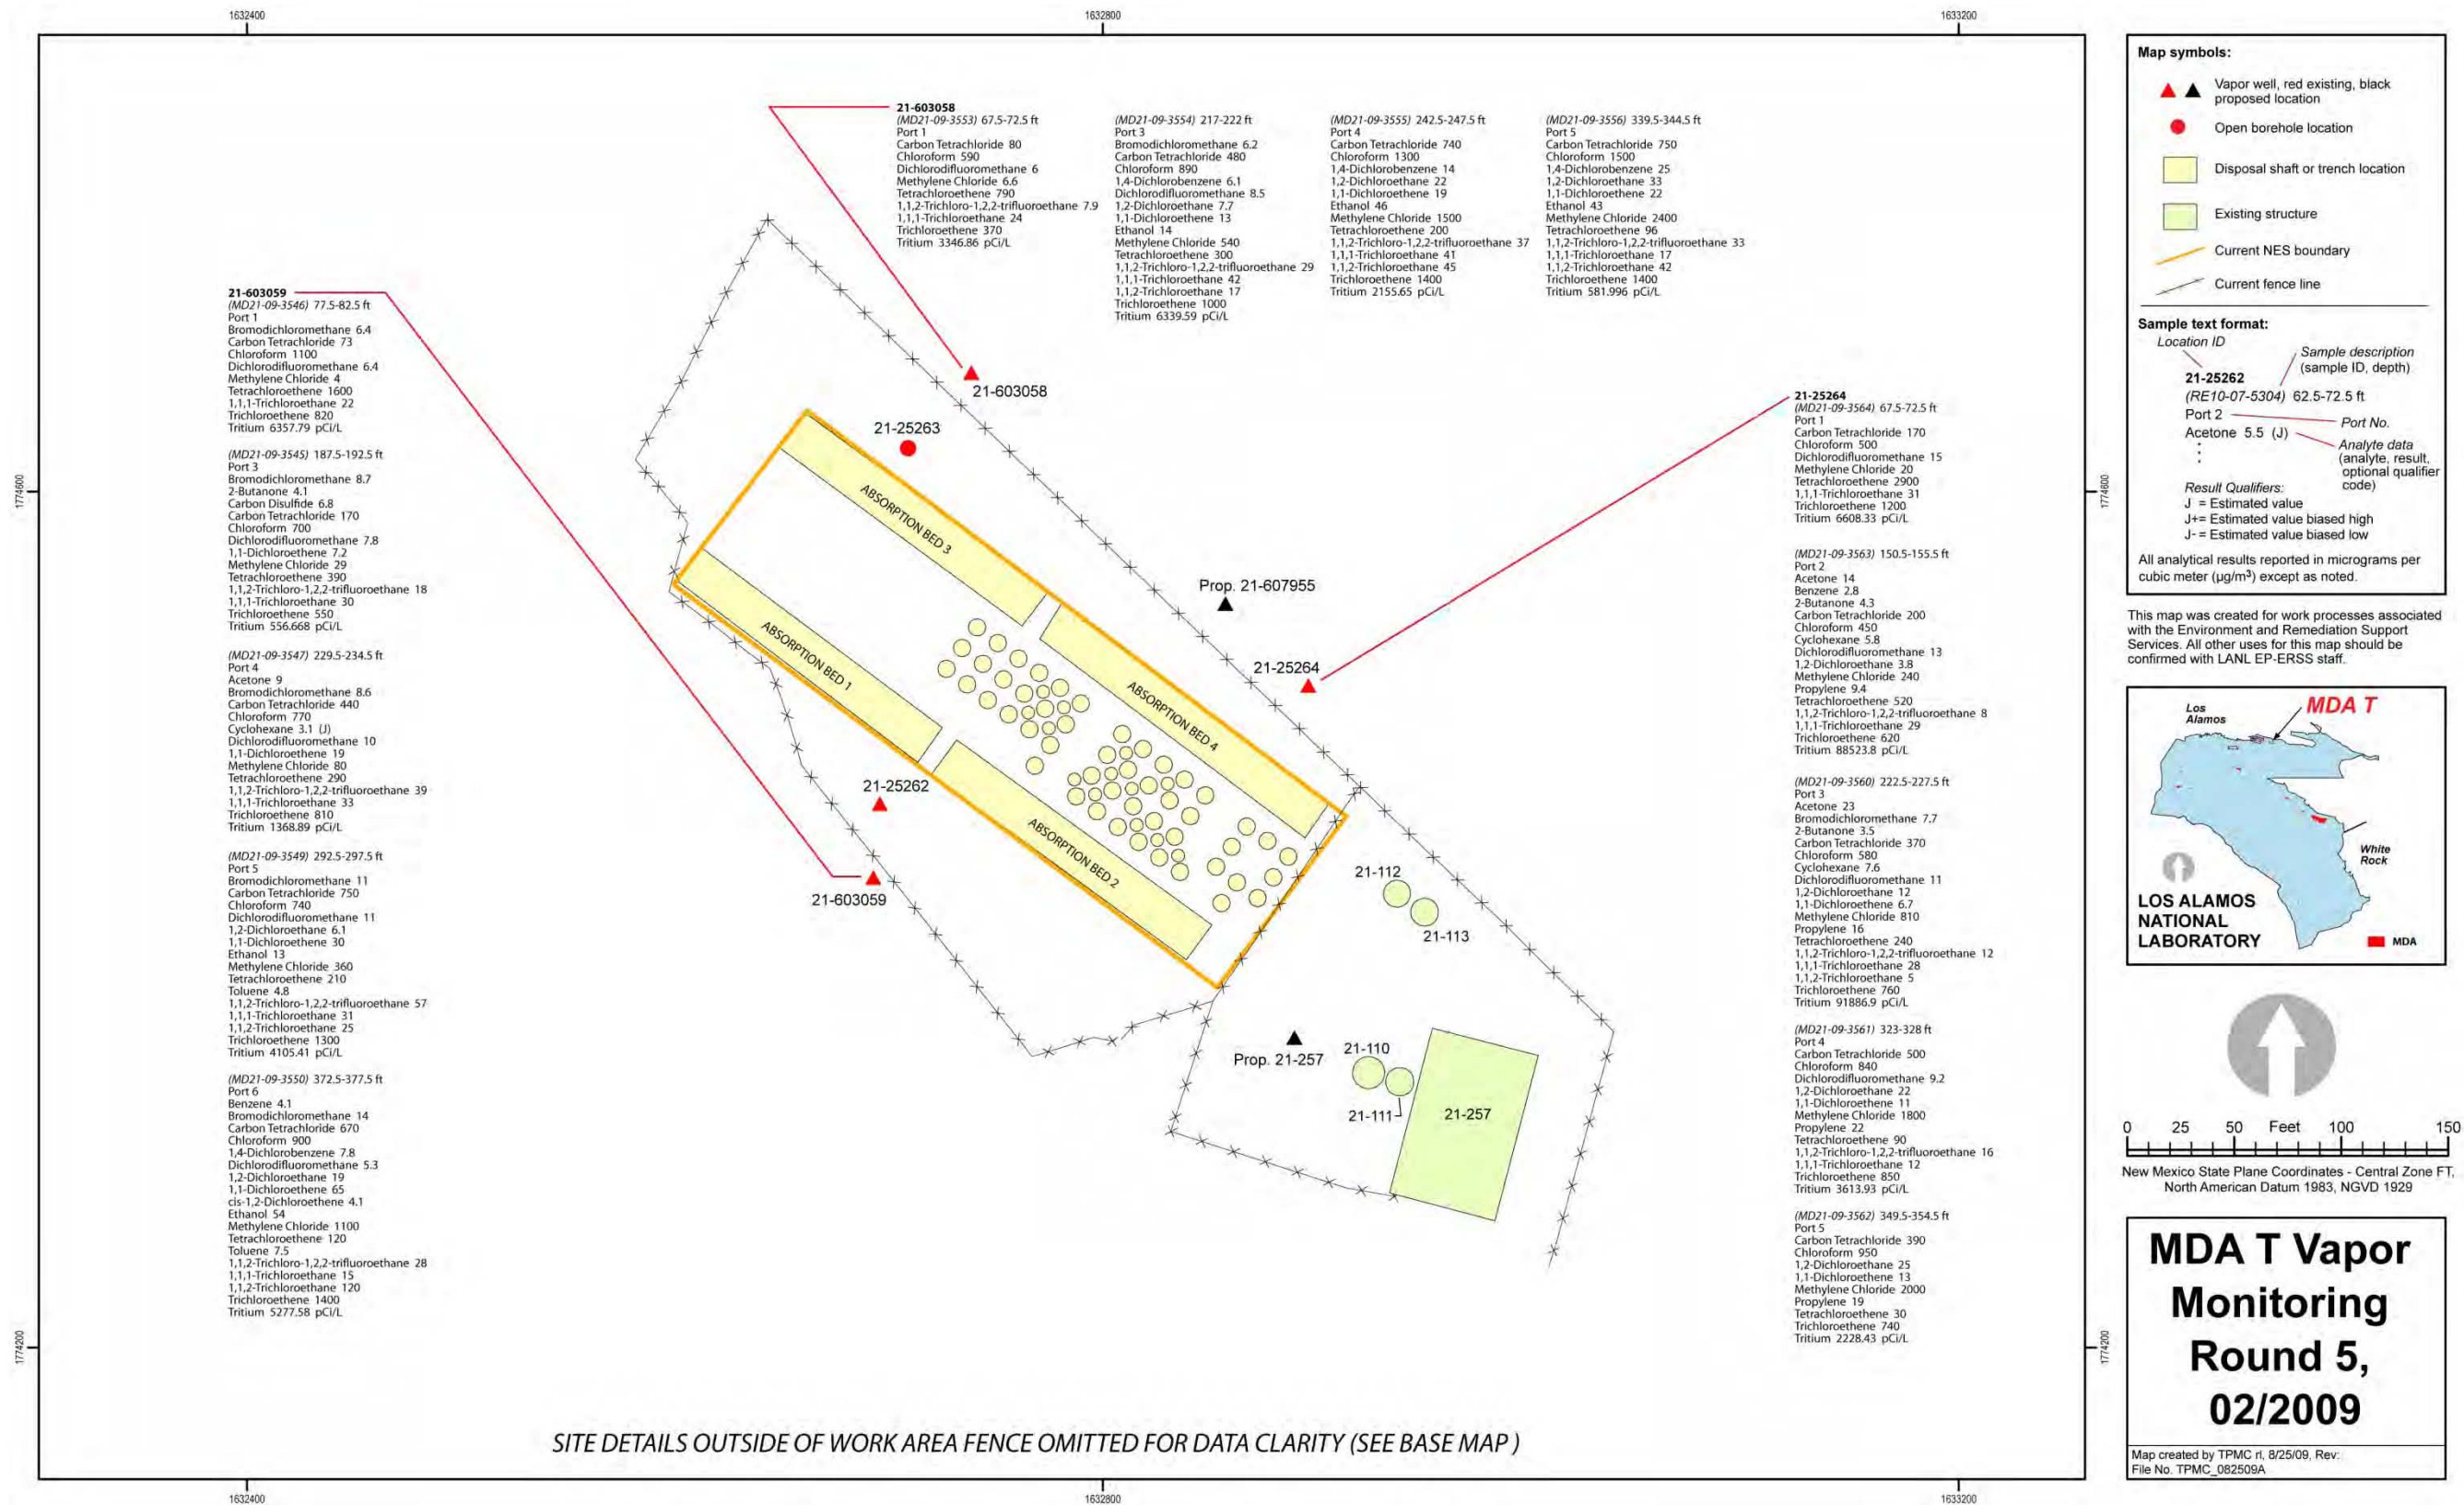 1632400
1632800
1633200
21-603058
(MD21-09-3553) 67.5-72.5 ft
Port 1
Carbon Tetrachloride 80
Chloroform 590
Dichlorodifluoromethane 6
Methylene Chloride 6.6
Tetrachloroethene 790
1,1,2-Trichloro-1,2,2-trifluoroethane 7.9
1,1,1-Trichloroethane 24
Trichloroethene 370
Tritium 3346.86 pCi/L
(MD21-09-3554) 217-222 ft
Port 3
Bromodichloromethane 6.2
Carbon Tetrachloride 480
Chloroform 890
1,4-Dichlorobenzene 6.1
Dichlorodifluoromethane 8.5
1,2-Dichloroethane 7.7
1,1-Dichloroethene 13
Ethanol 14
Methylene Chloride 540
Tetrachloroethene 300
1,1,2-Trichloro-1,2,2-trifluoroethane 29
1,1,1-Trichloroethane 42
1,1,2-Trichloroethane 17
Trichloroethene 1000
Tritium 6339.59 pCi/L
(MD21-09-3555) 242.5-247.5 ft
Port 4
Carbon Tetrachloride 740
Chloroform 1300
1,4-Dichlorobenzene 14
1,2-Dichloroethane 22
1,1-Dichloroethene 19
Ethanol 46
Methylene Chloride 1500
Tetrachloroethene 200
1,1,2-Trichloro-1,2,2-trifluoroethane 37
1,1,1-Trichloroethane 41
1,1,2-Trichloroethane 45
Trichloroethene 1400
Tritium 2155.65 pCi/L
(MD21-09-3556) 339.5-344.5 ft
Port 5
Carbon Tetrachloride 750
Chloroform 1500
1,4-Dichlorobenzene 25
1,2-Dichloroethane 33
1,1-Dichloroethene 22
Ethanol 43
Methylene Chloride 2400
Tetrachloroethene 96
1,1,2-Trichloro-1,2,2-trifluoroethane 33
1,1,1-Trichloroethane 17
1,1,2-Trichloroethane 42
Trichloroethene 1400
Tritium 581.996 pCi/L
21-603059
(MD21-09-3546) 77.5-82.5 ft
Port 1
Bromodichloromethane 6.4
Carbon Tetrachloride 73
Chloroform 1100
Dichlorodifluoromethane 6.4
Methylene Chloride 4
Tetrachloroethene 1600
1,1,1-Trichloroethane 22
Trichloroethene 820
Tritium 6357.79 pCi/L
(MD21-09-3545) 187.5-192.5 ft
Port 3
Bromodichloromethane 8.7
2-Butanone 4.1
Carbon Disulfide 6.8
Carbon Tetrachloride 170
Chloroform 700
Dichlorodifluoromethane 7.8
1,1-Dichloroethene 7.2
Methylene Chloride 29
Tetrachloroethene 390
1,1,2-Trichloro-1,2,2-trifluoroethane 18
1,1,1-Trichloroethane 30
Trichloroethene 550
Tritium 556.668 pCi/L
(MD21-09-3547) 229.5-234.5 ft
Port 4
Acetone 9
Bromodichloromethane 8.6
Carbon Tetrachloride 440
Chloroform 770
Cyclohexane 3.1 (J)
Dichlorodifluoromethane 10
1,1-Dichloroethene 19
Methylene Chloride 80
Tetrachloroethene 290
1,1,2-Trichloro-1,2,2-trifluoroethane 39
1,1,1-Trichloroethane 33
Trichloroethene 810
Tritium 1368.89 pCi/L
(MD21-09-3549) 292.5-297.5 ft
Port 5
Bromodichloromethane 11
Carbon Tetrachloride 750
Chloroform 740
Dichlorodifluoromethane 11
1,2-Dichloroethane 6.1
1,1-Dichloroethene 30
Ethanol 13
Methylene Chloride 360
Tetrachloroethene 210
Toluene 4.8
1,1,2-Trichloro-1,2,2-trifluoroethane 57
1,1,1-Trichloroethane 31
1,1,2-Trichloroethane 25
Trichloroethene 1300
Tritium 4105.41 pCi/L
(MD21-09-3550) 372.5-377.5 ft
Port 6
Benzene 4.1
Bromodichloromethane 14
Carbon Tetrachloride 670
Chloroform 900
1,4-Dichlorobenzene 7.8
Dichlorodifluoromethane 5.3
1,2-Dichloroethane 19
1,1-Dichloroethene 65
cis-1,2-Dichloroethene 4.1
Ethanol 54
Methylene Chloride 1100
Tetrachloroethene 120
Toluene 7.5
1,1,2-Trichloro-1,2,2-trifluoroethane 28
1,1,1-Trichloroethane 15
1,1,2-Trichloroethane 120
Trichloroethene 1400
Tritium 5277.58 pCi/L
21-603058
21-25263
ABSORPTION BED 3
Prop. 21-607955
ABSORPTION BED 1
21-25264
ABSORPTION BED 4
21-25262
ABSORPTION BED 2
21-603059
21-112
21-113
Prop. 21-257
21-110
21-111
21-257
21-25264
(MD21-09-3564) 67.5-72.5 ft
Port 1
Carbon Tetrachloride 170
Chloroform 500
Dichlorodifluoromethane 15
Methylene Chloride 20
Tetrachloroethene 2900
1,1,1-Trichloroethane 31
Trichloroethene 1200
Tritium 6608.33 pCi/L
(MD21-09-3563) 150.5-155.5 ft
Port 2
Acetone 14
Benzene 2.8
2-Butanone 4.3
Carbon Tetrachloride 200
Chloroform 450
Cyclohexane 5.8
Dichlorodifluoromethane 13
1,2-Dichloroethane 3.8
Methylene Chloride 240
Propylene 9.4
Tetrachloroethene 520
1,1,2-Trichloro-1,2,2-trifluoroethane 8
1,1,1-Trichloroethane 29
Trichloroethene 620
Tritium 88523.8 pCi/L
(MD21-09-3560) 222.5-227.5 ft
Port 3
Acetone 23
Bromodichloromethane 7.7
2-Butanone 3.5
Carbon Tetrachloride 370
Chloroform 580
Cyclohexane 7.6
Dichlorodifluoromethane 11
1,2-Dichloroethane 12
1,1-Dichloroethene 6.7
Methylene Chloride 810
Propylene 16
Tetrachloroethene 240
1,1,2-Trichloro-1,2,2-trifluoroethane 12
1,1,1-Trichloroethane 28
1,1,2-Trichloroethane 5
Trichloroethene 760
Tritium 91886.9 pCi/L
(MD21-09-3561) 323-328 ft
Port 4
Carbon Tetrachloride 500
Chloroform 840
Dichlorodifluoromethane 9.2
1,2-Dichloroethane 22
1,1-Dichloroethene 11
Methylene Chloride 1800
Propylene 22
Tetrachloroethene 90
1,1,2-Trichloro-1,2,2-trifluoroethane 16
1,1,1-Trichloroethane 12
Trichloroethene 850
Tritium 3613.93 pCi/L
(MD21-09-3562) 349.5-354.5 ft
Port 5
Carbon Tetrachloride 390
Chloroform 950
1,2-Dichloroethane 25
1,1-Dichloroethene 13
Methylene Chloride 2000
Propylene 19
Tetrachloroethene 30
Trichloroethene 740
Tritium 2228.43 pCi/L
1774600
1774600
1774200
1774200
SITE DETAILS OUTSIDE OF WORK AREA FENCE OMITTED FOR DATA CLARITY (SEE BASE MAP )
1632400
1632800
1633200
Map symbols:
Vapor well, red existing, black
proposed location
Open borehole location
Disposal shaft or trench location
Existing structure
Current NES boundary
Current fence line
Sample text format:
Location ID
Sample description
(sample ID, depth)
21-25262
(RE10-07-5304) 62.5-72.5 ft
Port 2
Port No.
Acetone 5.5 (J)
Analyte data
(analyte, result,
optional qualifier
code)
Result Qualifiers:
J = Estimated value
J+= Estimated value biased high
J- = Estimated value biased low
All analytical results reported in micrograms per
cubic meter (µg/m³) except as noted.
This map was created for work processes associated
with the Environment and Remediation Support
Services. All other uses for this map should be
confirmed with LANL EP-ERSS staff.
Los
Alamos
MDA T
White
Rock
LOS ALAMOS
NATIONAL
LABORATORY
MDA
0 25 50 Feet 100 150
New Mexico State Plane Coordinates - Central Zone FT,
North American Datum 1983, NGVD 1929
MDA T Vapor
Monitoring
Round 5,
02/2009
Map created by TPMC rl, 8/25/09, Rev:
File No. TPMC_082509A